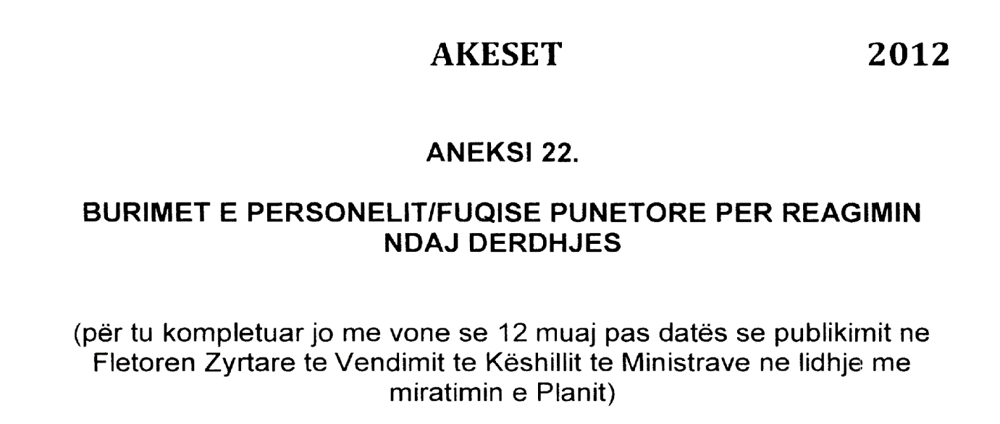 AKESET 2012
ANEKSI 22.
BURIMET E PERSONELIT/FUQISE PUNETORE PER REAGIMIN
NDAJ DERDHJES
(për tu kompletuar jo me vone se 12 muaj pas datës se publikimit ne
Fletoren Zyrtare te Vendimit te Këshillit te Ministrave ne lidhje me
miratimin e Planit)